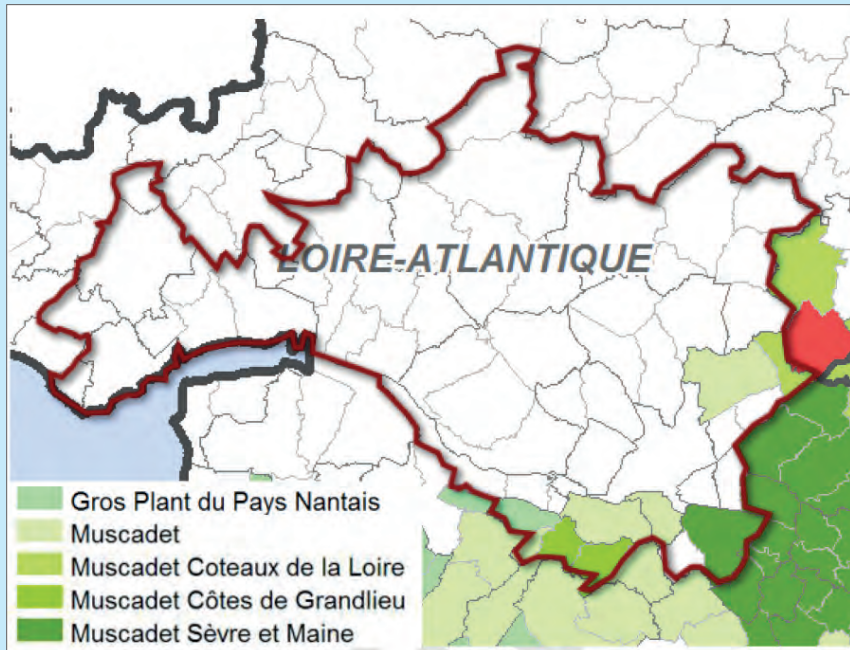 LOIRE-ATLANTIQUE
Gros Plant du Pays Nantais
Muscadet
Muscadet Coteaux de la Loire
Muscadet Côtes de Grandlieu
Muscadet Sèvre et Maine